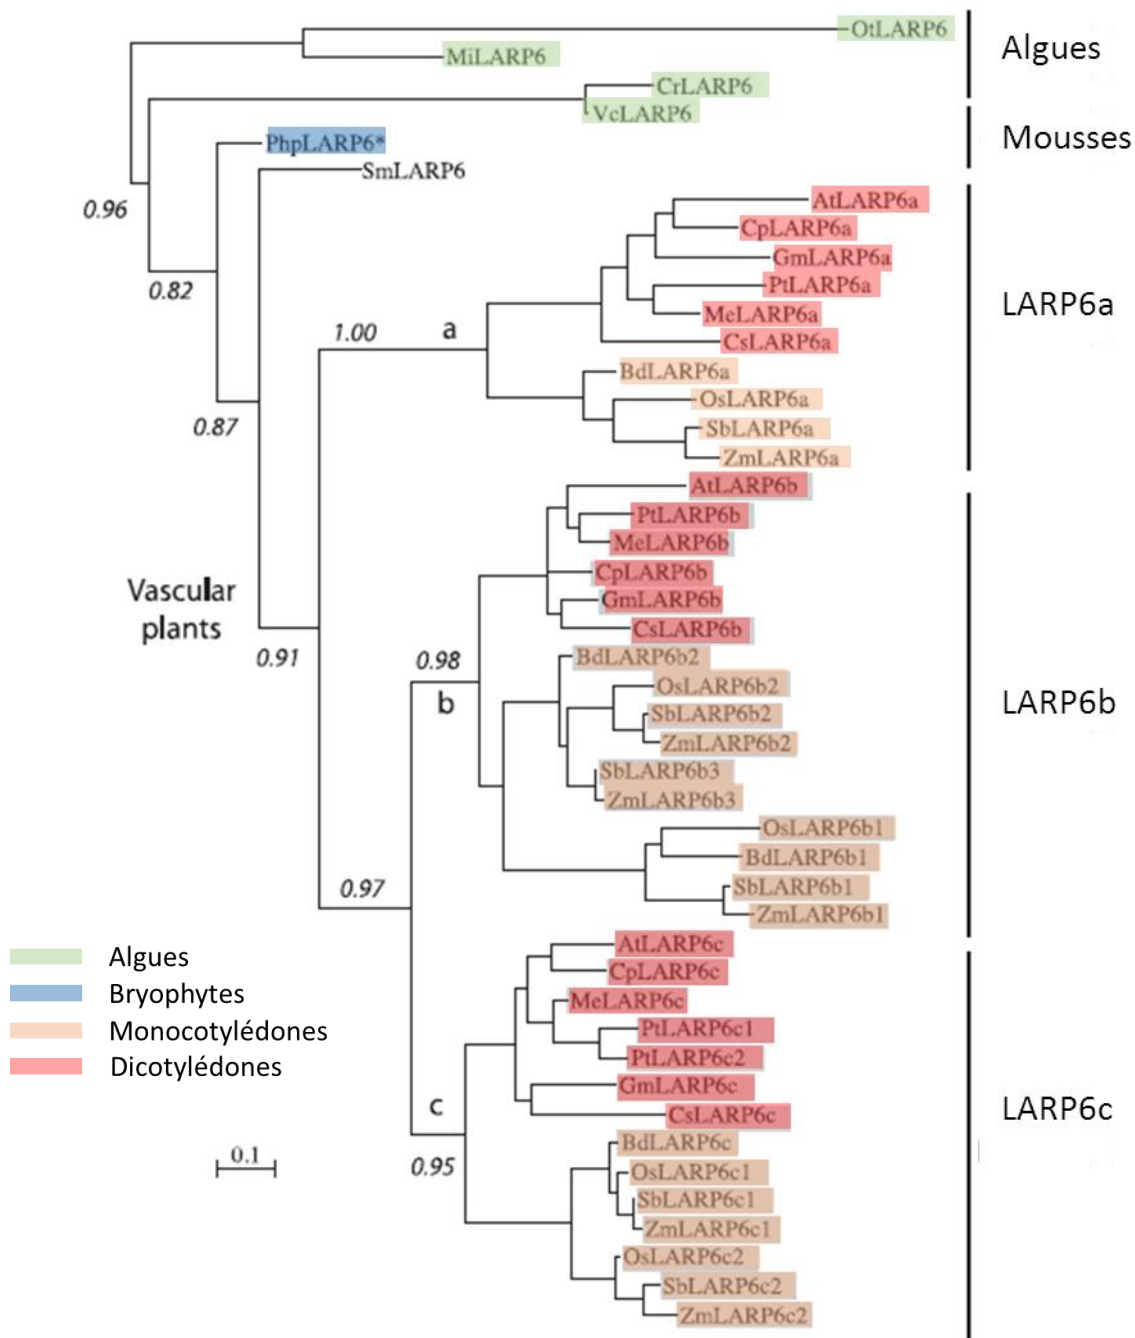 OtLARP6
MiLARP6
CrLARP6
VcLARP6
Algues
PhpLARP6*
SmLARP6
Mousses
0.96
0.82
0.87
AtLARP6a
CpLARP6a
GmLARP6a
PtLARP6a
MeLARP6a
CsLARP6a
BdLARP6a
OsLARP6a
SbLARP6a
ZmLARP6a
1.00
a
LARP6a
Vascular
plants
0.91
AtLARP6b
PtLARP6b
MeLARP6b
CpLARP6b
GmLARP6b
CsLARP6b
BdLARP6b2
OsLARP6b2
SbLARP6b2
ZmLARP6b2
SbLARP6b3
ZmLARP6b3
OsLARP6b1
BdLARP6b1
SbLARP6b1
ZmLARP6b1
0.98
b
LARP6b
0.97
AtLARP6c
CpLARP6c
MeLARP6c
PtLARP6c1
PtLARP6c2
GmLARP6c
CsLARP6c
BdLARP6c
OsLARP6c1
SbLARP6c1
ZmLARP6c1
OsLARP6c2
SbLARP6c2
ZmLARP6c2
c
0.95
LARP6c
Algues
Bryophytes
Monocotylédones
Dicotylédones
0.1